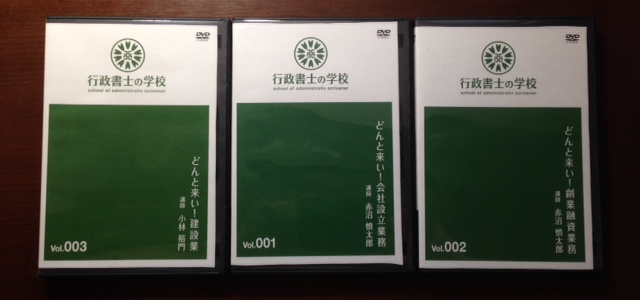 DVD
行政書士の学校
school of administrativ scrivener
どんと来い!建設業
講師 小林 裕門
Vol.003
DVD
行政書士の学校
school of administrativ scrivener
どんと来い!会社設立業務
講師 赤沼 慎太郎
Vol.001
DVD
行政書士の学校
school of administrativ scrivener
どんと来い!創業融資業務
講師 赤沼 慎太郎
Vol.002